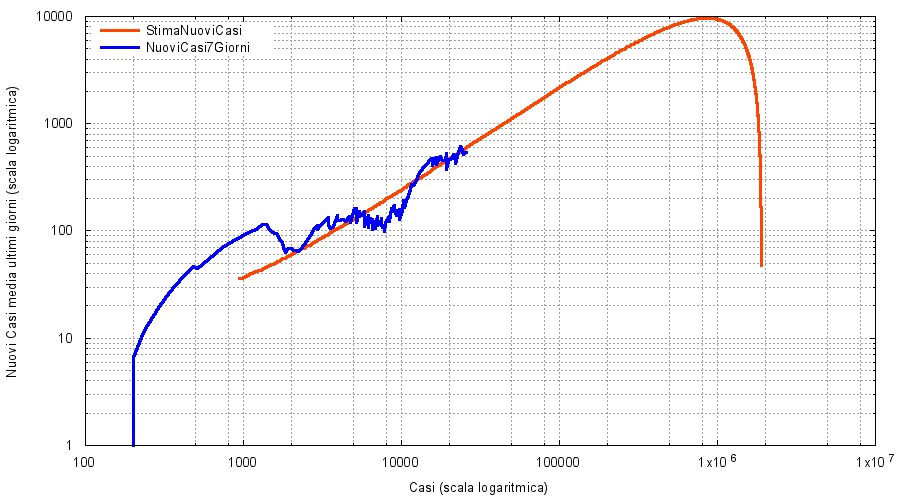 StimaNuoviCasi
NuoviCasi7Giorni
Nuovi Casi media ultimi giorni (scala logaritmica)
10000
1000
100
10
1
100 1000 10000 100000 1x10^6 1x10^7
Casi (scala logaritmica)